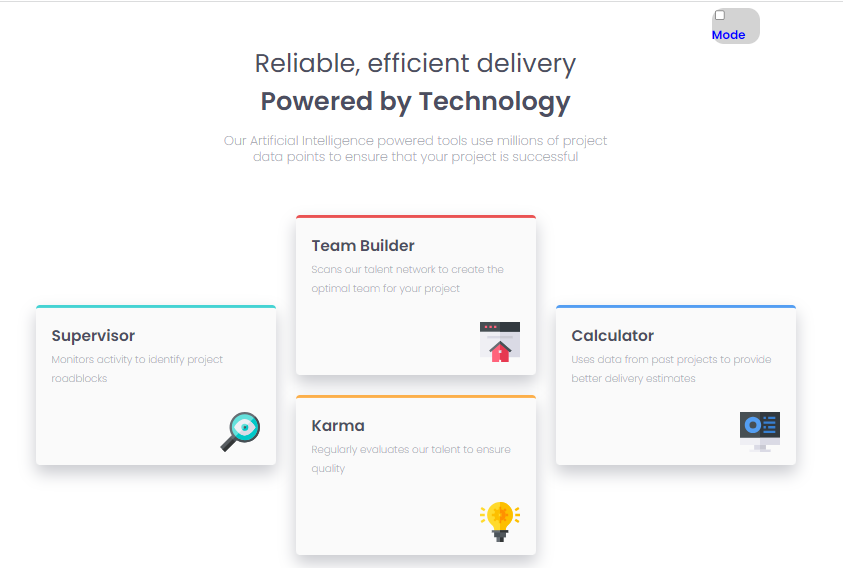 Mode
Reliable, efficient delivery
Powered by Technology
Our Artificial Intelligence powered tools use millions of project
data points to ensure that your project is successful
Team Builder
Scans our talent network to create the
optimal team for your project
Supervisor
Monitors activity to identify project
roadblocks
Calculator
Uses data from past projects to provide
better delivery estimates
Karma
Regularly evaluates our talent to ensure
quality